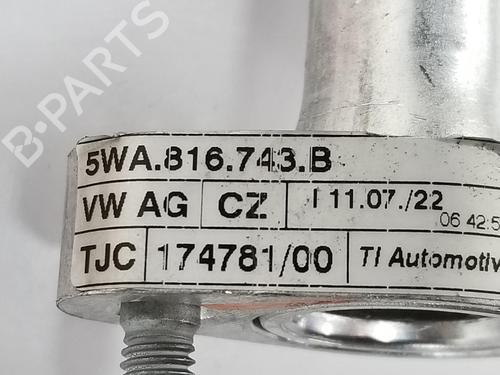 B-PARTS
5WA.816.743.B
VW AG CZ I 11.07./22
06 42:5
TJC 174781/00 TI Automotiv